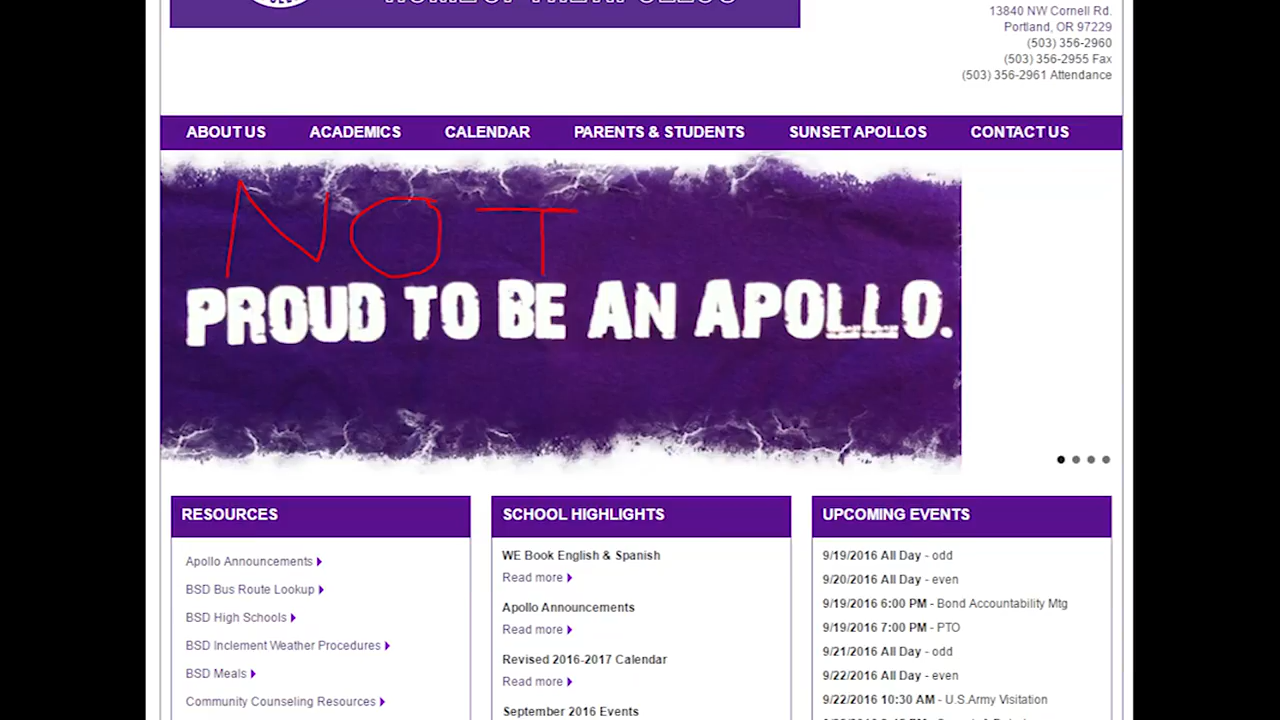 HOME OF THE APOLLOS
13840 NW Cornell Rd.
Portland, OR 97229
(503) 356-2960
(503) 356-2955 Fax
(503) 356-2961 Attendance
ABOUT US ACADEMICS CALENDAR PARENTS & STUDENTS SUNSET APOLLOS CONTACT US
NOT
PROUD TO BE AN APOLLO.
RESOURCES
Apollo Announcements
BSD Bus Route Lookup
BSD High Schools
BSD Inclement Weather Procedures
BSD Meals
Community Counseling Resources
SCHOOL HIGHLIGHTS
WE Book English & Spanish
Read more
Apollo Announcements
Read more
Revised 2016-2017 Calendar
Read more
September 2016 Events
UPCOMING EVENTS
9/19/2016 All Day - odd
9/20/2016 All Day - even
9/19/2016 6:00 PM - Bond Accountability Mtg
9/19/2016 7:00 PM - PTO
9/21/2016 All Day - odd
9/22/2016 All Day - even
9/22/2016 10:30 AM - U.S.Army Visitation